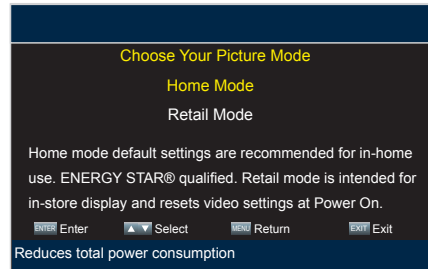 Choose Your Picture Mode
Home Mode
Retail Mode
Home mode default settings are recommended for in-home
use. ENERGY STAR® qualified. Retail mode is intended for
in-store display and resets video settings at Power On.
ENTER Enter ▲ ▼ Select MENU Return EXIT Exit
Reduces total power consumption